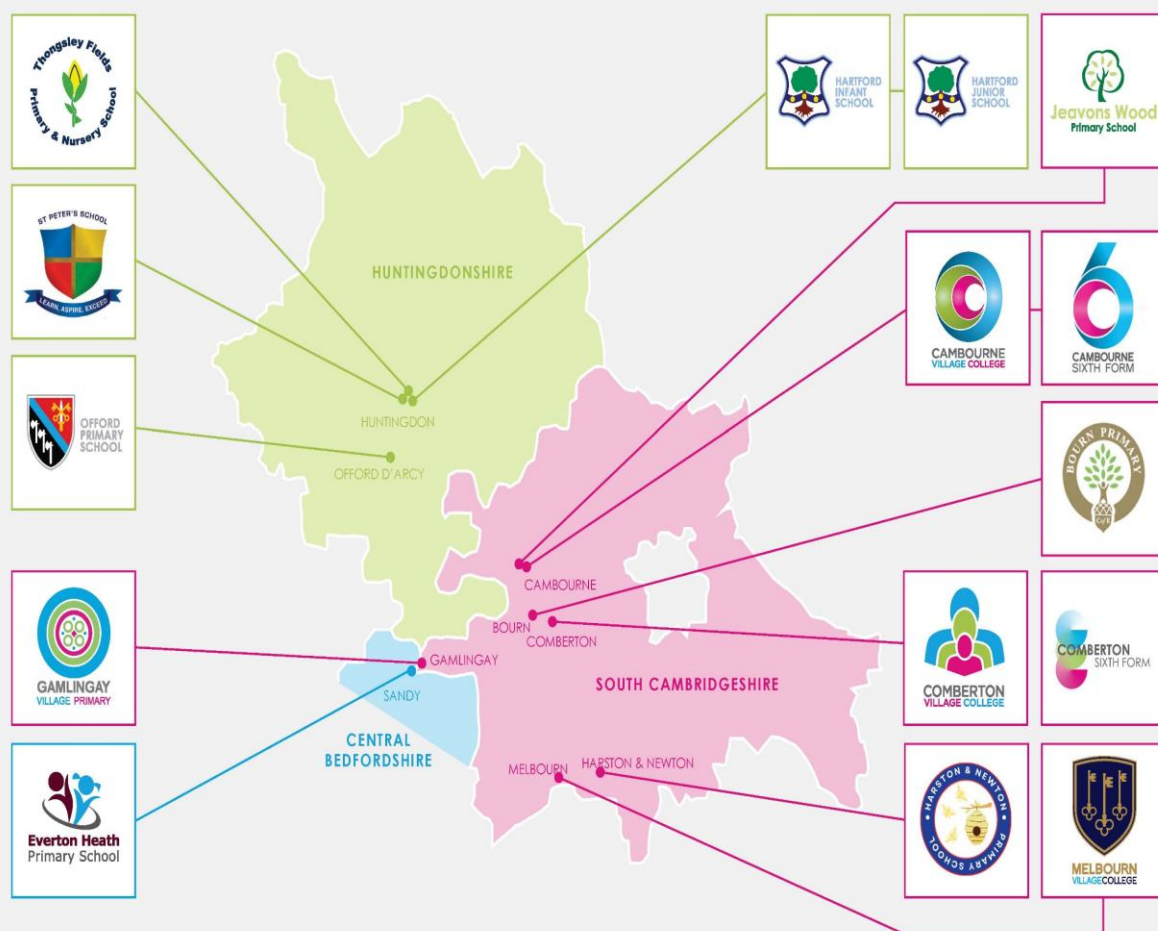 Thongsley Fields
Primary & Nursery School
ST PETER'S SCHOOL
LEARN, ASPIRE, EXCEED
OFFORD
PRIMARY
SCHOOL
GAMLINGAY
VILLAGE PRIMARY
Everton Heath
Primary School
HUNTINGDONSHIRE
HUNTINGDON
OFFORD D'ARCY
CAMBOURNE
BOURN
COMBERTON
GAMLINGAY
SANDY
SOUTH CAMBRIDGESHIRE
CENTRAL
BEDFORDSHIRE
MELBOURN
HARSTON & NEWTON
HARTFORD
INFANT
SCHOOL
HARTFORD
JUNIOR
SCHOOL
Jeavons Wood
Primary School
CAMBOURNE
VILLAGE COLLEGE
6
CAMBOURNE
SIXTH FORM
BOURN PRIMARY
CofE
COMBERTON
VILLAGE COLLEGE
COMBERTON
SIXTH FORM
HARSTON & NEWTON
PRIMARY SCHOOL
MELBOURN
VILLAGECOLLEGE